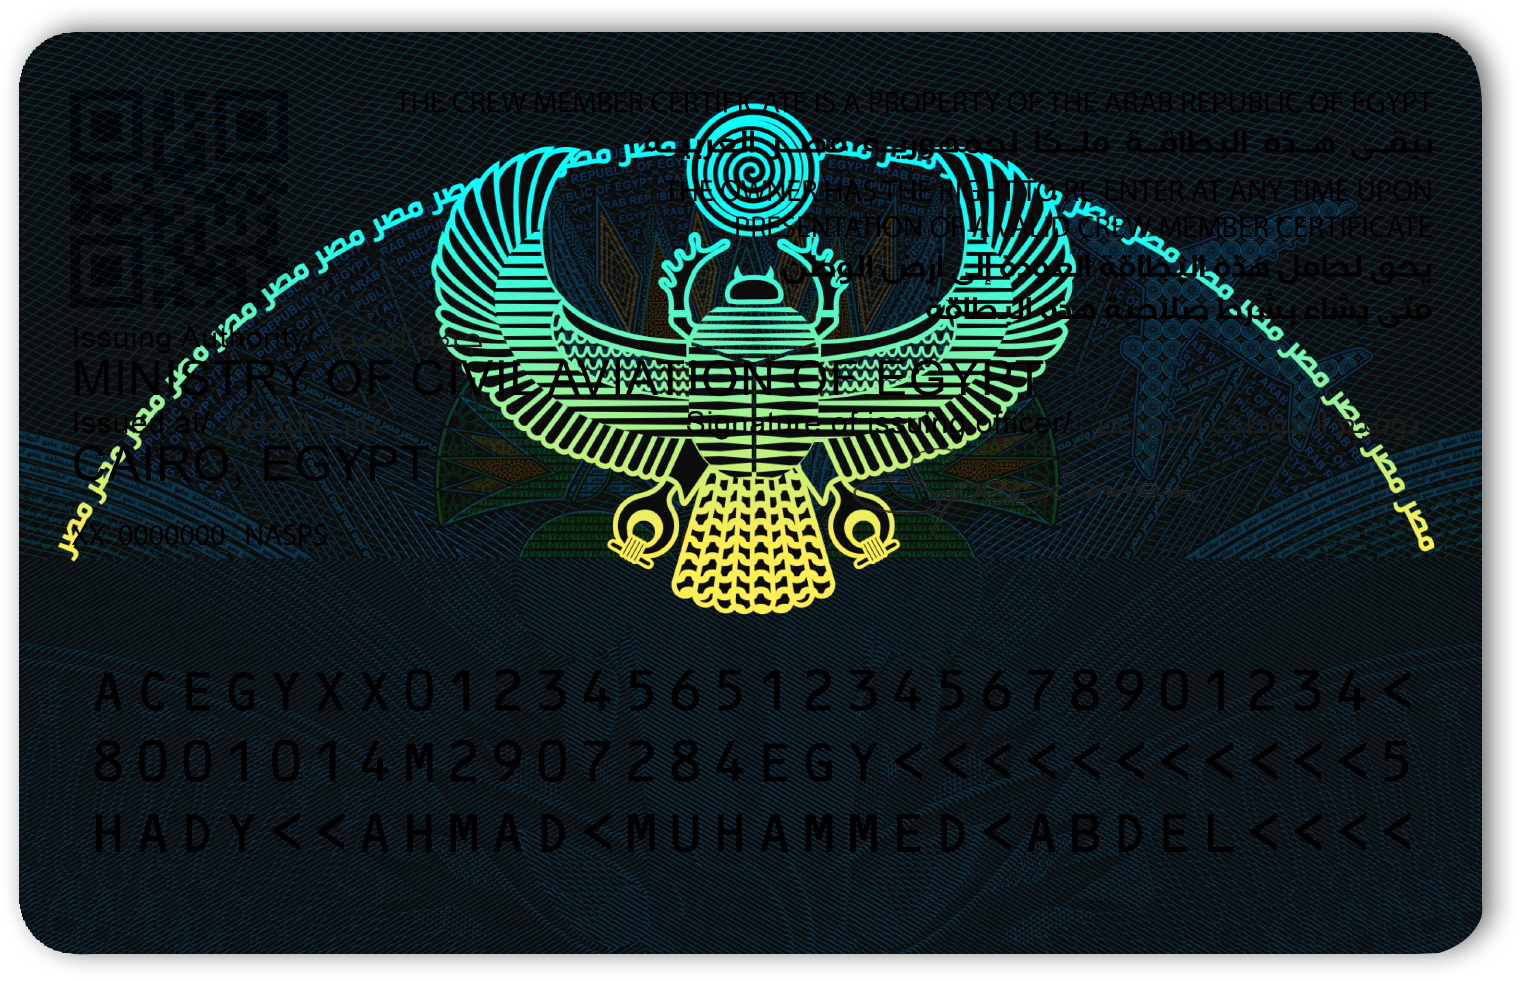 THE CREW MEMBER CERTIFICATE IS A PROPERTY OF THE ARAB REPUBLIC OF EGYPT
تنتمى هذه البطاقة ملكا لجمهورية مصر العربية
THE OWNER HAS THE RIGHT TO RE-ENTER AT ANY TIME UPON
PRESENTATION OF A VALID CREW MEMBER CERTIFICATE
يحق لحامل هذه البطاقة العودة إلى أرض الوطن
متى يشاء بشرط صلاحية هذه البطاقة
مصر مصر مصر مصر مصر مصر مصر مصر مصر مصر
Issuing Authority/
MINISTRY OF CIVIL AVIATION OF EGYPT
Issued at/
Signature of issuing officer/
CAIRO, EGYPT
XX 0000000 NASPS
ACEGYXX0123456512345678901234<
8001014M2907284EGY<<<<<<<<<<<5
HADY<<AHMAD<MUHAMMED<ABDEL<<<<